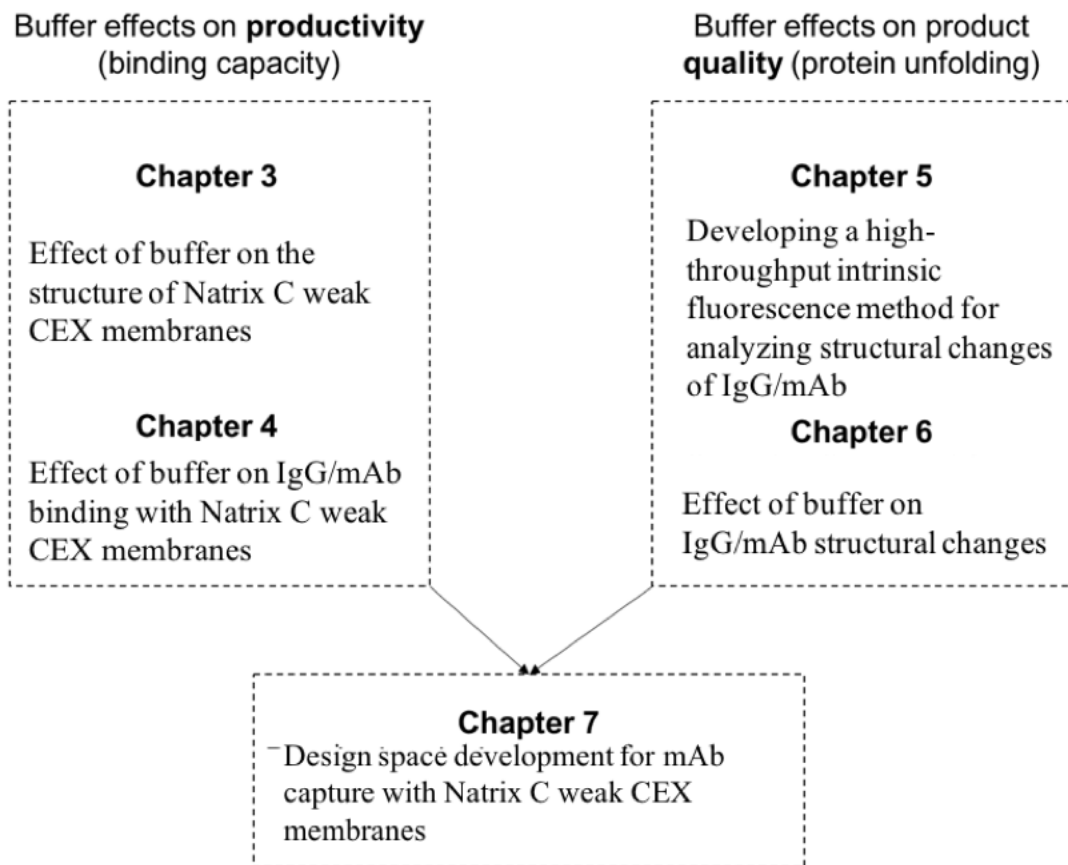 Buffer effects on productivity
(binding capacity)
Chapter 3
Effect of buffer on the
structure of Natrix C weak
CEX membranes
Chapter 4
Effect of buffer on IgG/mAb
binding with Natrix C weak
CEX membranes
Buffer effects on product
quality (protein unfolding)
Chapter 5
Developing a high-
throughput intrinsic
fluorescence method for
analyzing structural changes
of IgG/mAb
Chapter 6
Effect of buffer on
IgG/mAb structural changes
Chapter 7
Design space development for mAb
capture with Natrix C weak CEX
membranes